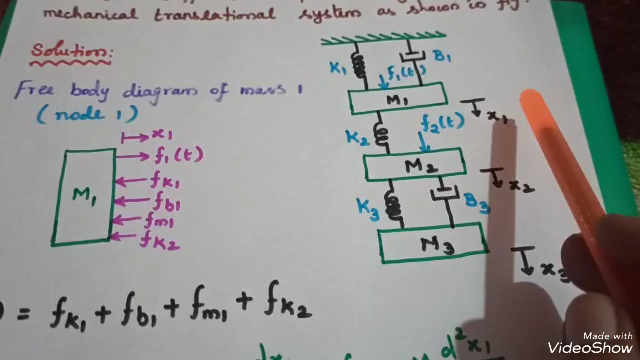 mechanical translational system as shown in fig.
Solution:
Free body diagram of mass 1
(node 1)
x1
f1(t)
M1
fK1
fb1
fm1
fK2
) = fK1 + fb1 + fm1 + fK2
d²x1
K1
B1
f1(t)
M1
x1
K2
f2(t)
M2
x2
K3
B3
M3
x3
Made with
VideoShow